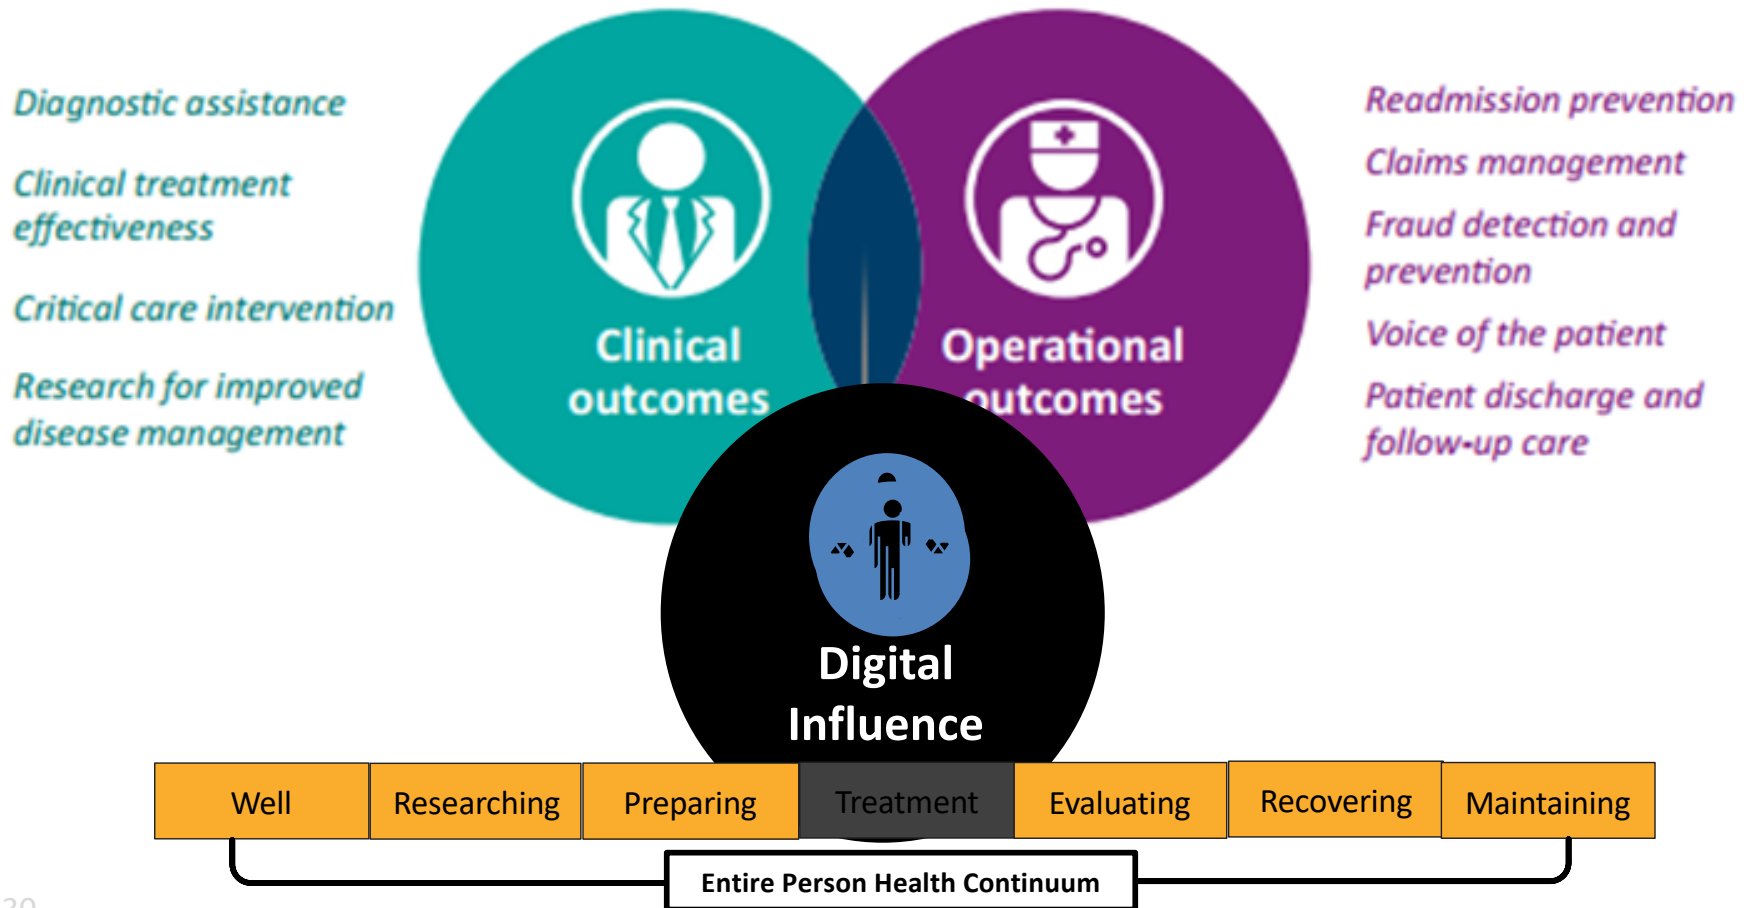 Diagnostic assistance
Clinical treatment
effectiveness
Critical care intervention
Research for improved
disease management
Clinical
outcomes
Operational
outcomes
Readmission prevention
Claims management
Fraud detection and
prevention
Voice of the patient
Patient discharge and
follow-up care
Digital
Influence
Well
Researching
Preparing
Treatment
Evaluating
Recovering
Maintaining
Entire Person Health Continuum